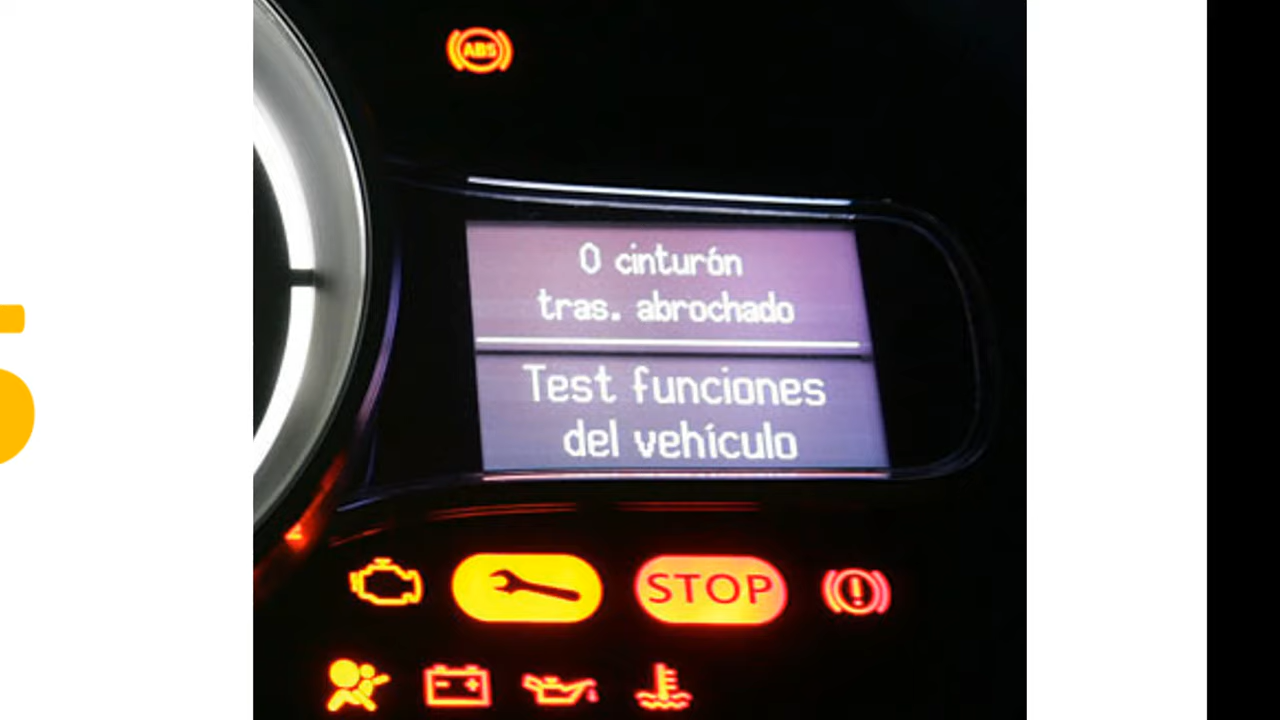 ABS
0 cinturón
tras. abrochado
Test funciones
del vehículo
STOP